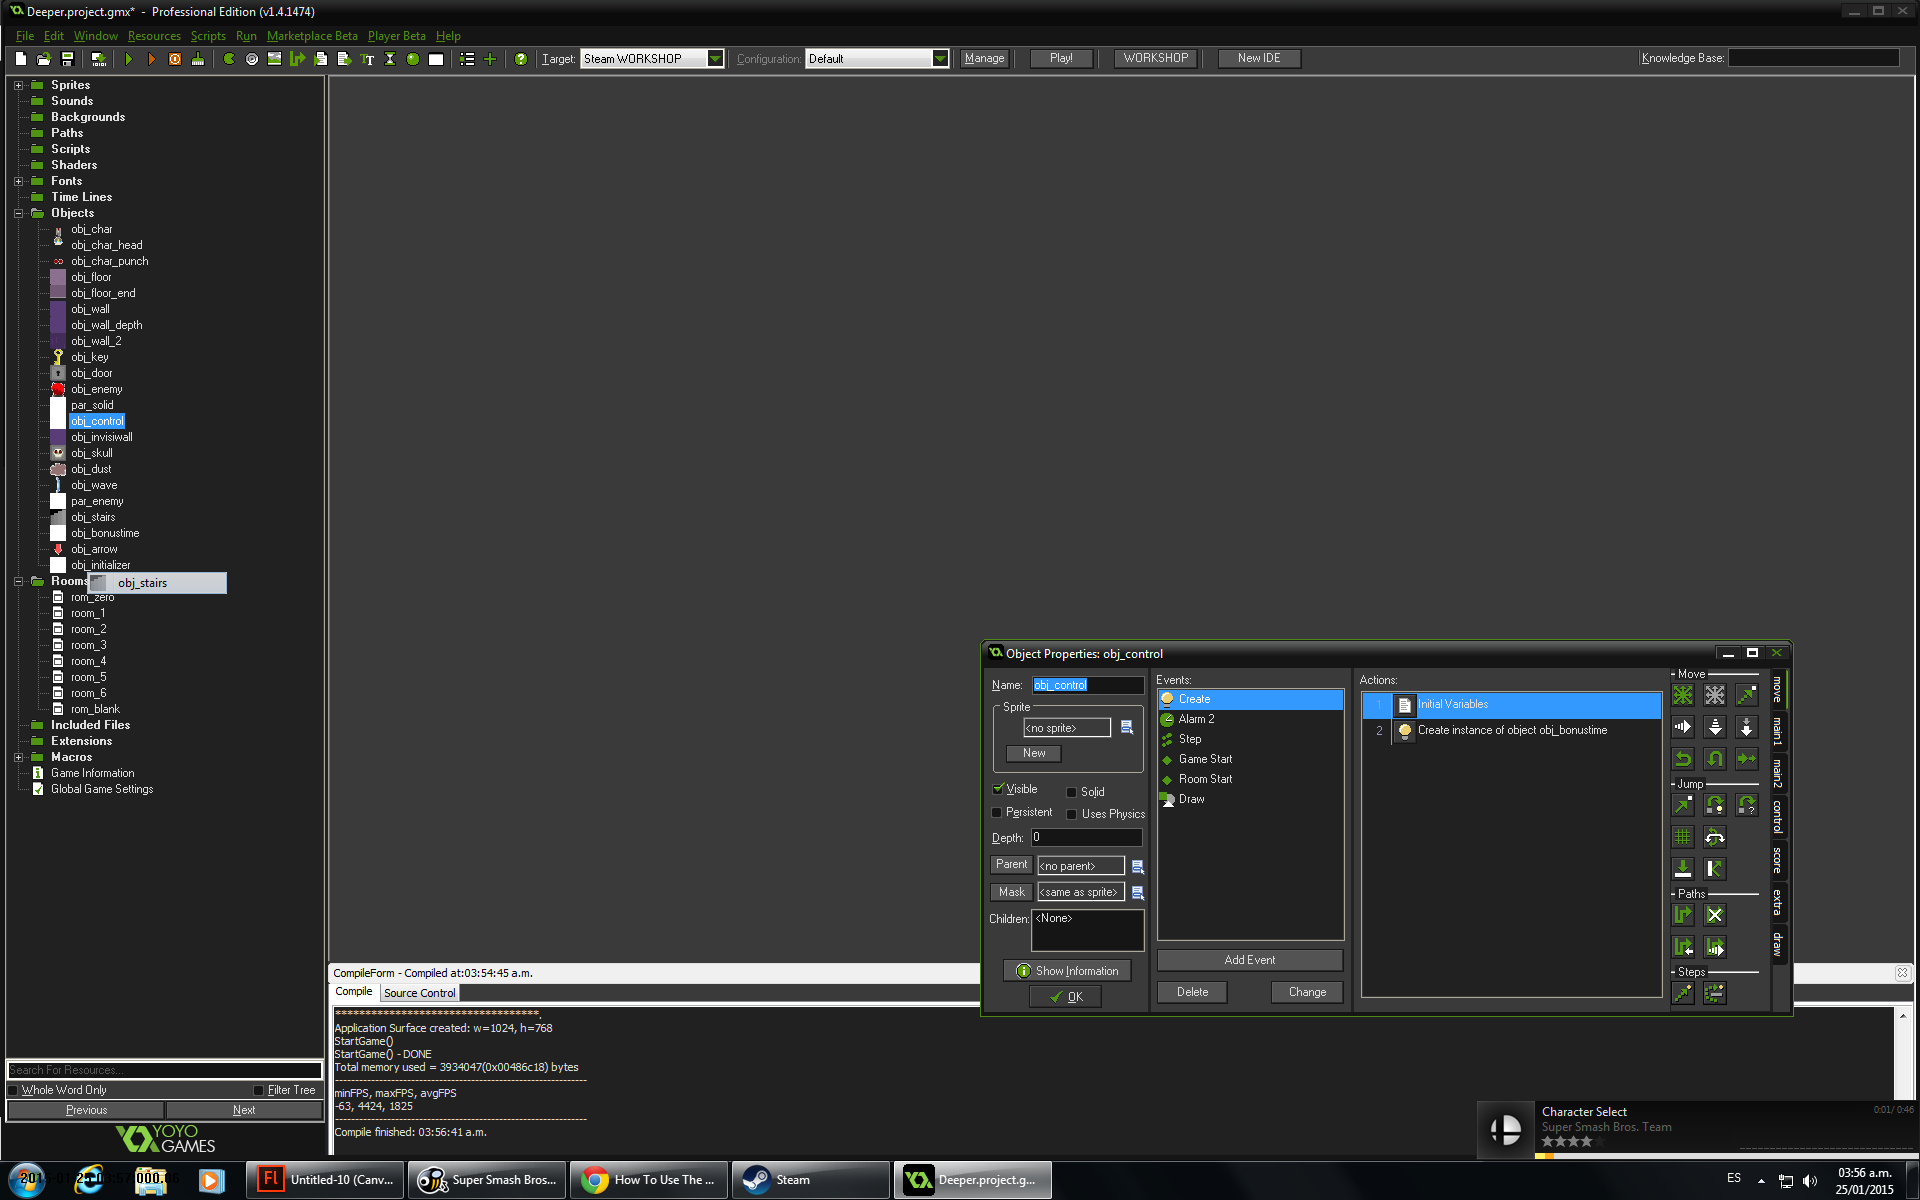 Deeper.project.gmx* - Professional Edition (v1.4.1474)
File Edit Window Resources Scripts Run Marketplace Beta Player Beta Help
Target: Steam WORKSHOP Configuration: Default Manage Play! WORKSHOP New IDE Knowledge Base:
Sprites
Sounds
Backgrounds
Paths
Scripts
Shaders
Fonts
Time Lines
Objects
obj_char
obj_char_head
obj_char_punch
obj_floor
obj_floor_end
obj_wall
obj_wall_depth
obj_wall_2
obj_key
obj_door
obj_enemy
par_solid
obj_control
obj_invisiwall
obj_skull
obj_dust
obj_wave
par_enemy
obj_stairs
obj_bonustime
obj_arrow
obj_initializer
Rooms
obj_stairs
rom_zero
room_1
room_2
room_3
room_4
room_5
room_6
rom_blank
Included Files
Extensions
Macros
Game Information
Global Game Settings
Search For Resources...
Whole Word Only Filter Tree
Previous Next
YOYO
GAMES
Object Properties: obj_control
Name: obj_control
Sprite
<no sprite>
New
Visible Solid
Persistent Uses Physics
Depth: 0
Parent <no parent>
Mask <same as sprite>
Children: <None>
Show Information
OK
Events:
Create
Alarm 2
Step
Game Start
Room Start
Draw
Add Event
Delete Change
Actions:
1 Initial Variables
2 Create instance of object obj_bonustime
Move
Jump
Paths
Steps
move
main1
main2
control
score
extra
draw
CompileForm - Compiled at:03:54:45 a.m.
Compile Source Control
***********************************.
Application Surface created: w=1024, h=768
StartGame()
StartGame() - DONE
Total memory used = 3934047(0x00486c18) bytes
minFPS, maxFPS, avgFPS
-63, 4424, 1825
Compile finished: 03:56:41 a.m.
Character Select 0:01/ 0:46
Super Smash Bros. Team
Untitled-10 (Canv...
Super Smash Bros...
How To Use The ...
Steam
Deeper.project.g...
ES
03:56 a.m.
25/01/2015